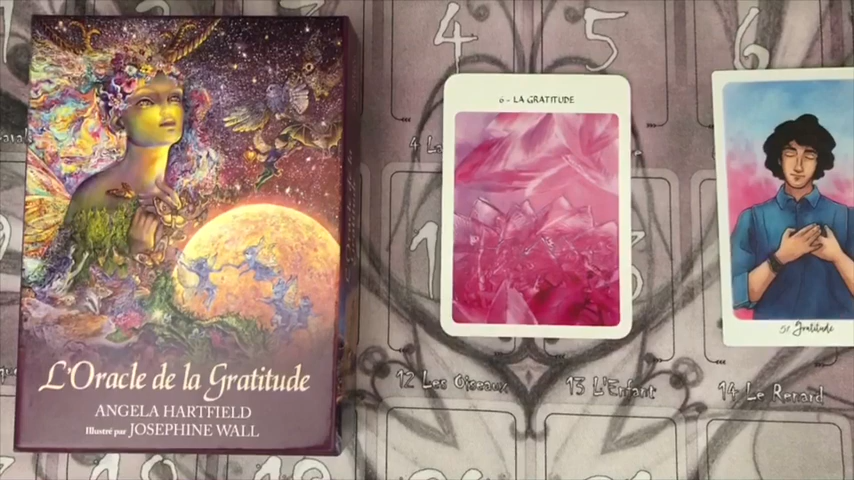 L'Oracle de la Gratitude
ANGELA HARTFIELD
Illustré par JOSEPHINE WALL
4
5
6
6 - LA GRATITUDE
51 Gratitude
12 Les Oiseaux
13 L'Enfant
14 Le Renard